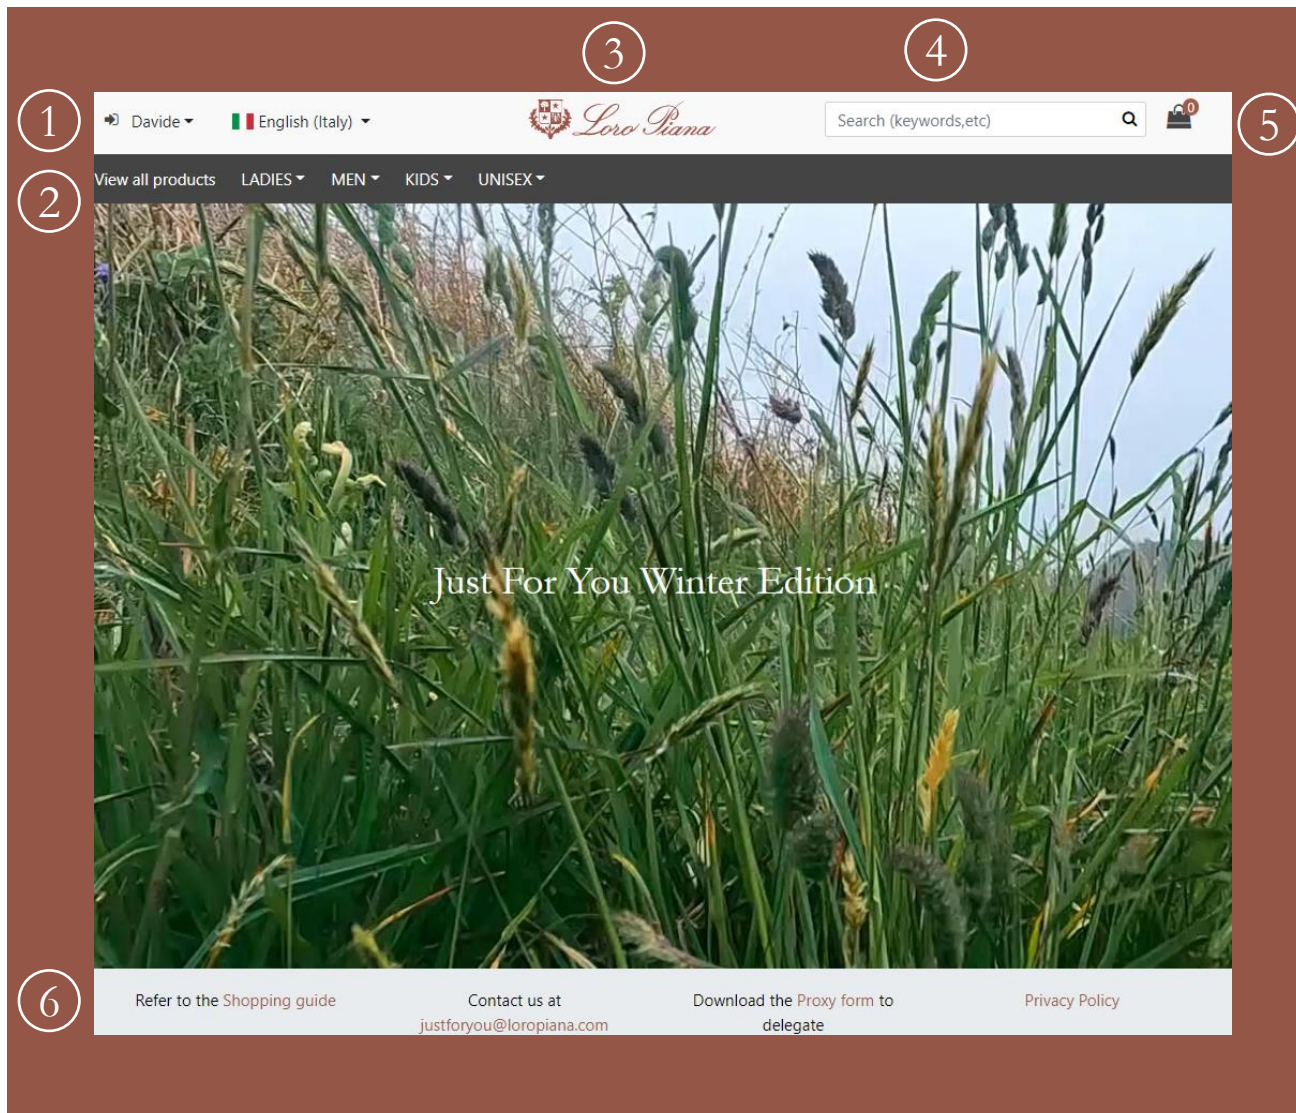 3
4
1
Davide
English (Italy)
Loro Piana
Search (keywords,etc)
0
5
2
View all products LADIES MEN KIDS UNISEX
Just For You Winter Edition
6
Refer to the Shopping guide
Contact us at
justforyou@loropiana.com
Download the Proxy form to
delegate
Privacy Policy